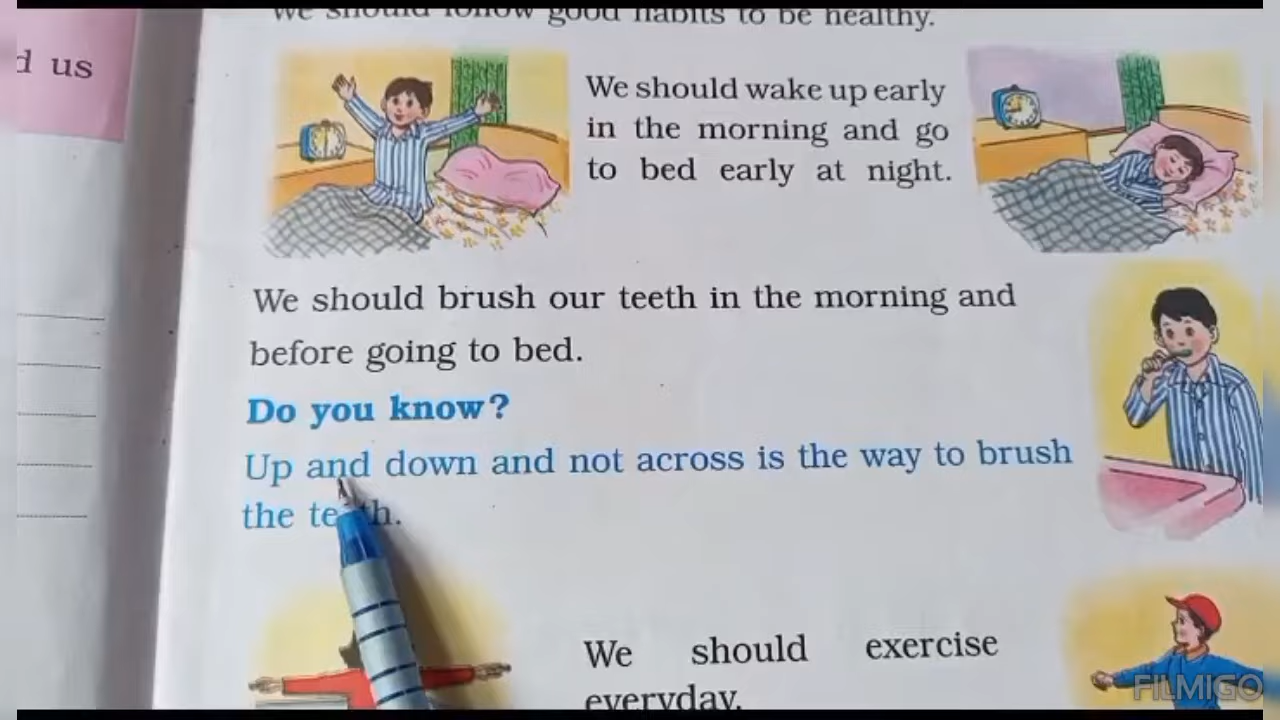 d us
We should follow good habits to be healthy.
We should wake up early
in the morning and go
to bed early at night.
We should brush our teeth in the morning and
before going to bed.
Do you know?
Up and down and not across is the way to brush
the teeth.
We should exercise
everyday.
FILMIGO